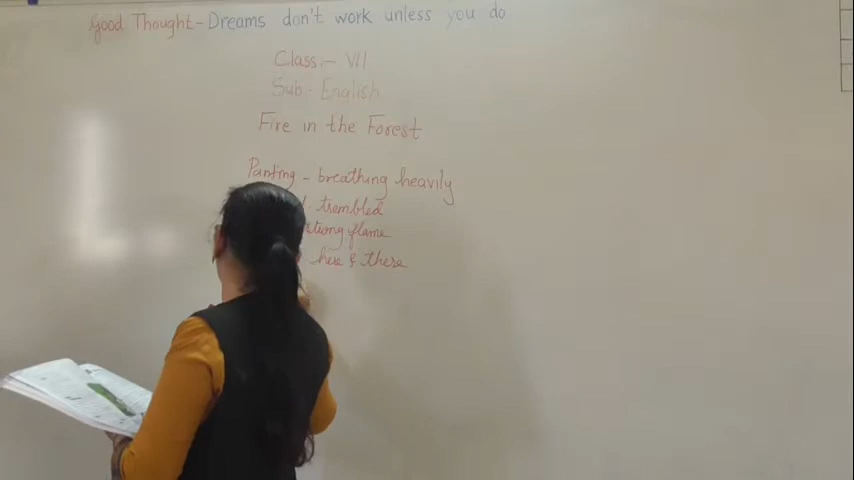 Good Thought - Dreams don't work unless you do
Class :- VII
Sub - English
Fire in the Forest
Panting - breathing heavily
trembled
strong flame
here & there